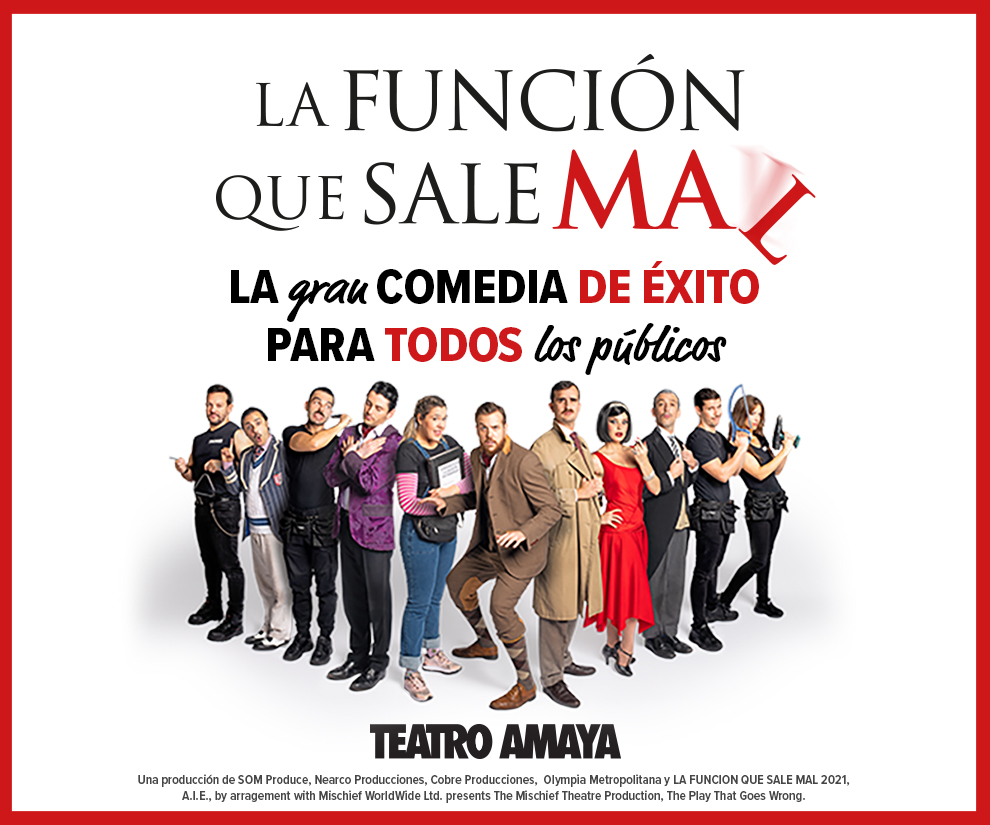 LA FUNCIÓN
QUE SALE MAL
LA gran COMEDIA DE ÉXITO
PARA TODOS los públicos
TEATRO AMAYA
Una producción de SOM Produce, Nearco Producciones, Cobre Producciones, Olympia Metropolitana y LA FUNCION QUE SALE MAL 2021,
A.I.E., by arragement with Mischief WorldWide Ltd. presents The Mischief Theatre Production, The Play That Goes Wrong.